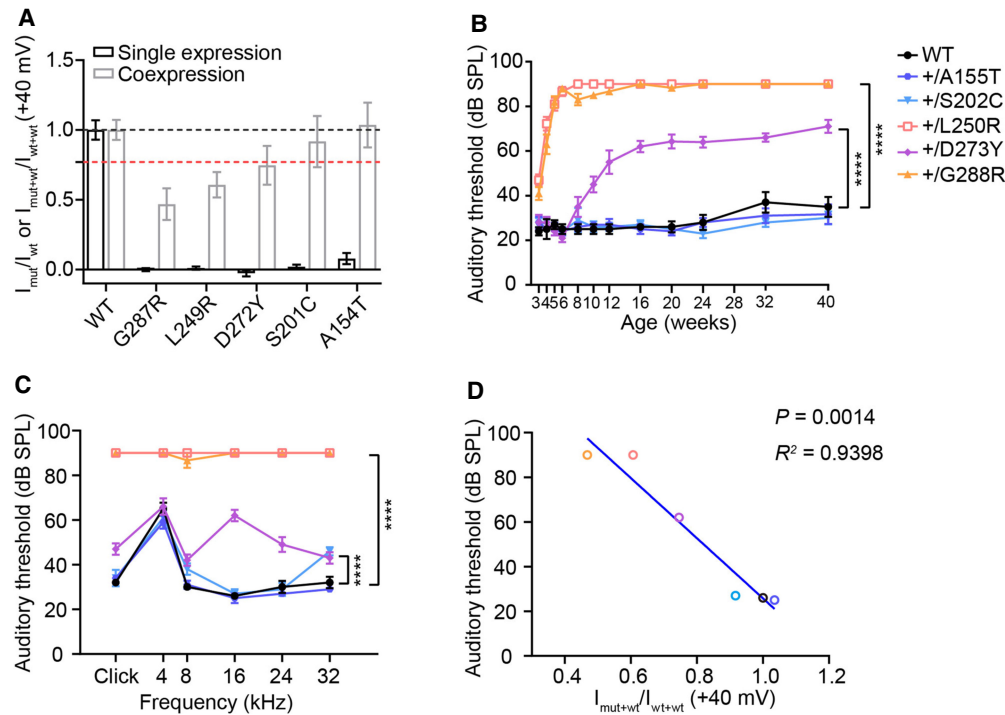 A
I_mut/I_wt or I_mut+wt/I_wt+wt (+40 mV)
1.5
1.0
0.5
0.0
Single expression
Coexpression
WT
G287R
L249R
D272Y
S201C
A154T
B
Auditory threshold (dB SPL)
100
80
60
40
20
0
3 4 5 6 8 10 12 16 20 24 28 32 40
Age (weeks)
****
****
WT
+/A155T
+/S202C
+/L250R
+/D273Y
+/G288R
C
Auditory threshold (dB SPL)
100
80
60
40
20
0
Click 4 8 16 24 32
Frequency (kHz)
****
****
D
P = 0.0014
R² = 0.9398
Auditory threshold (dB SPL)
100
80
60
40
20
0
0.4 0.6 0.8 1.0 1.2
I_mut+wt/I_wt+wt (+40 mV)